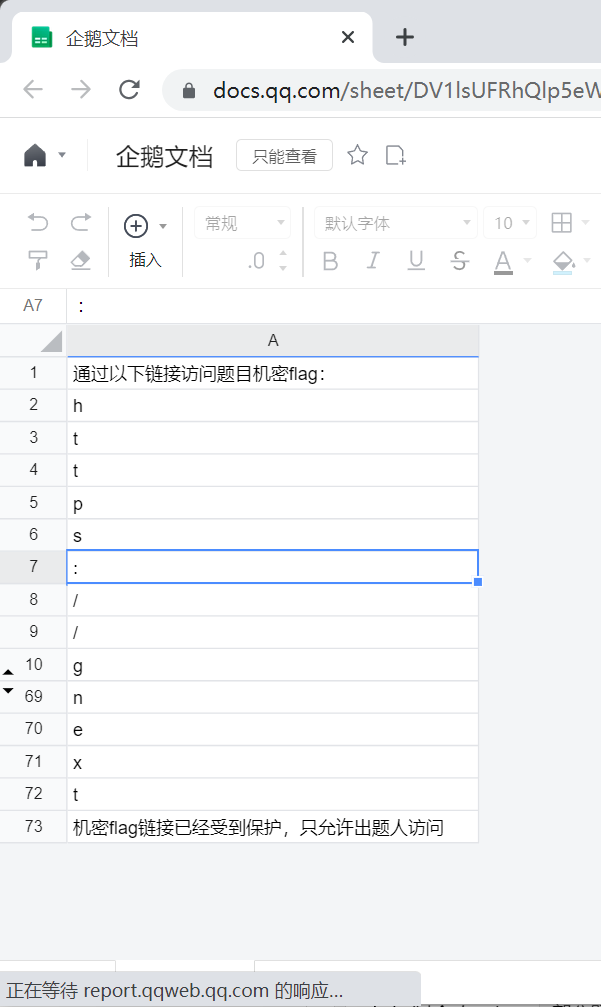 企鹅文档
docs.qq.com/sheet/DV1lsUFRhQlp5eW
企鹅文档 只能查看
常规 默认字体 10
插入 .0 B I U S A
A7 :
A
1 通过以下链接访问题目机密flag：
2 h
3 t
4 t
5 p
6 s
7 :
8 /
9 /
10 g
69 n
70 e
71 x
72 t
73 机密flag链接已经受到保护，只允许出题人访问
正在等待 report.qqweb.qq.com 的响应...